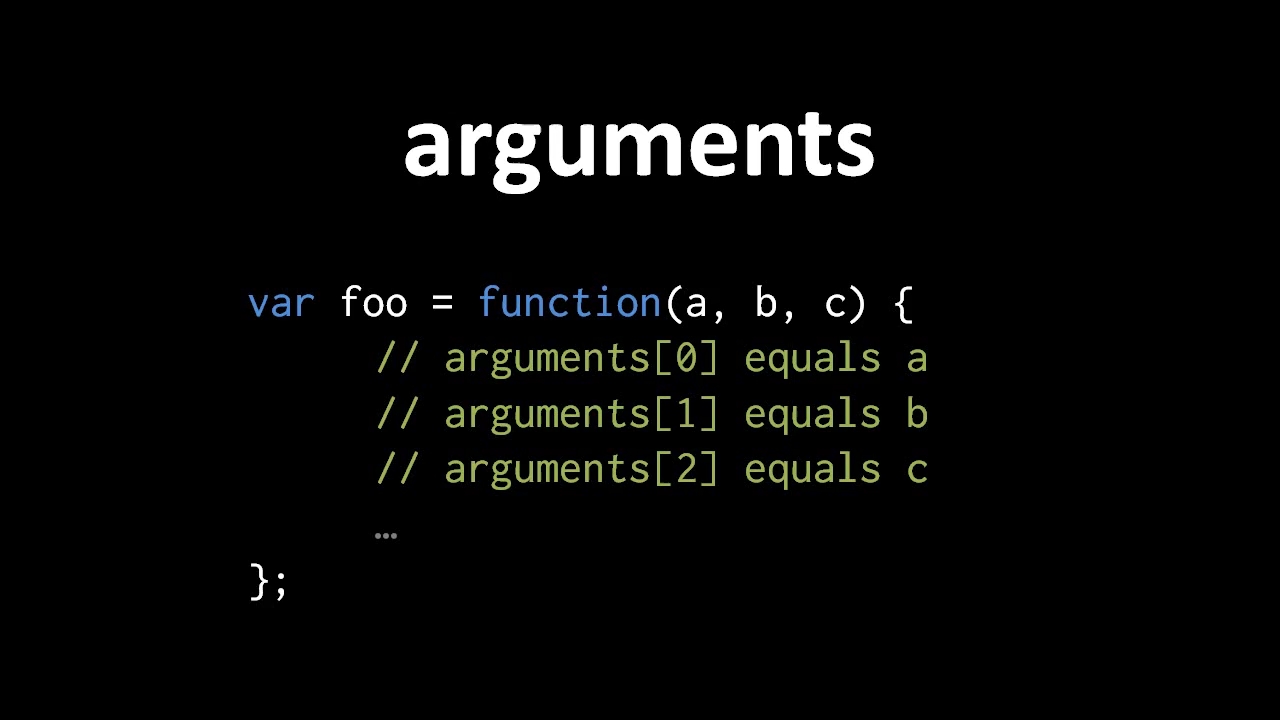 arguments
var foo = function(a, b, c) {
// arguments[0] equals a
// arguments[1] equals b
// arguments[2] equals c
…
};